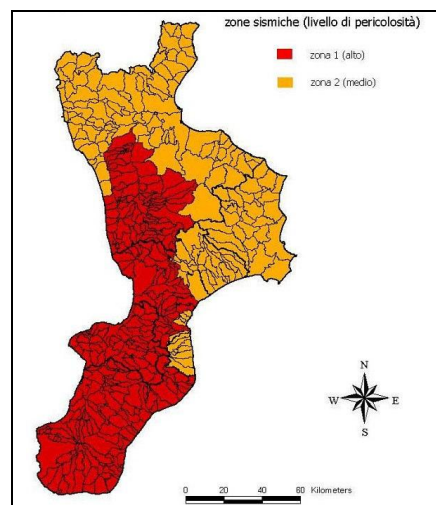 zone sismiche (livello di pericolosità)
zona 1 (alto)
zona 2 (medio)
N
W E
S
0 20 40 60 Kilometers